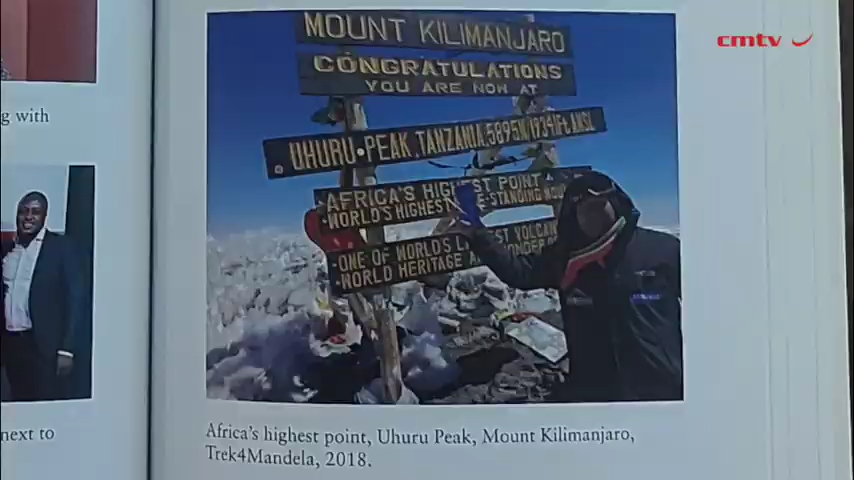 g with
next to
MOUNT KILIMANJARO
CONGRATULATIONS
YOU ARE NOW AT
UHURU • PEAK, TANZANIA, 5895M/19341Ft. AMSL
AFRICA'S HIGHEST POINT
WORLD'S HIGHEST E-STANDING
ONE OF WORLD'S
WORLD HERITAGE
Africa's highest point, Uhuru Peak, Mount Kilimanjaro,
Trek4Mandela, 2018.
cmtv